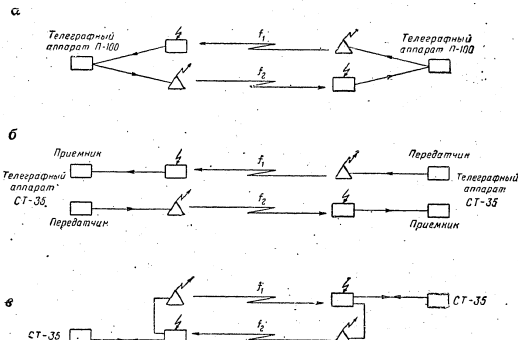 а
Телеграфный
аппарат П-100
f₁
Телеграфный
аппарат П-100
f₂
б
Приемник
f₁
Передатчик
Телеграфный
аппарат
СТ-35
Телеграфный
аппарат
СТ-35
f₂
Передатчик
Приемник
в
f₁
СТ-35
f₂
СТ-35